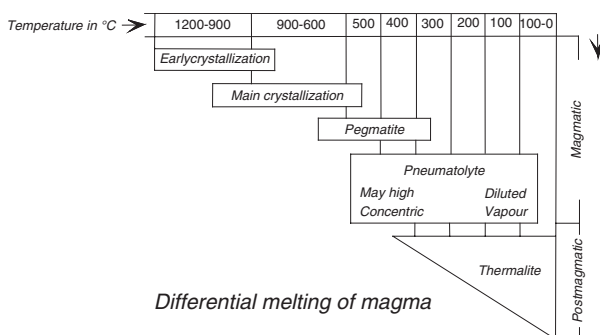 Temperature in °C
1200-900 900-600 500 400 300 200 100 100-0
Earlycrystallization
Main crystallization
Pegmatite
Pneumatolyte
May high Diluted
Concentric Vapour
Thermalite
Magmatic
Postmagmatic
Differential melting of magma